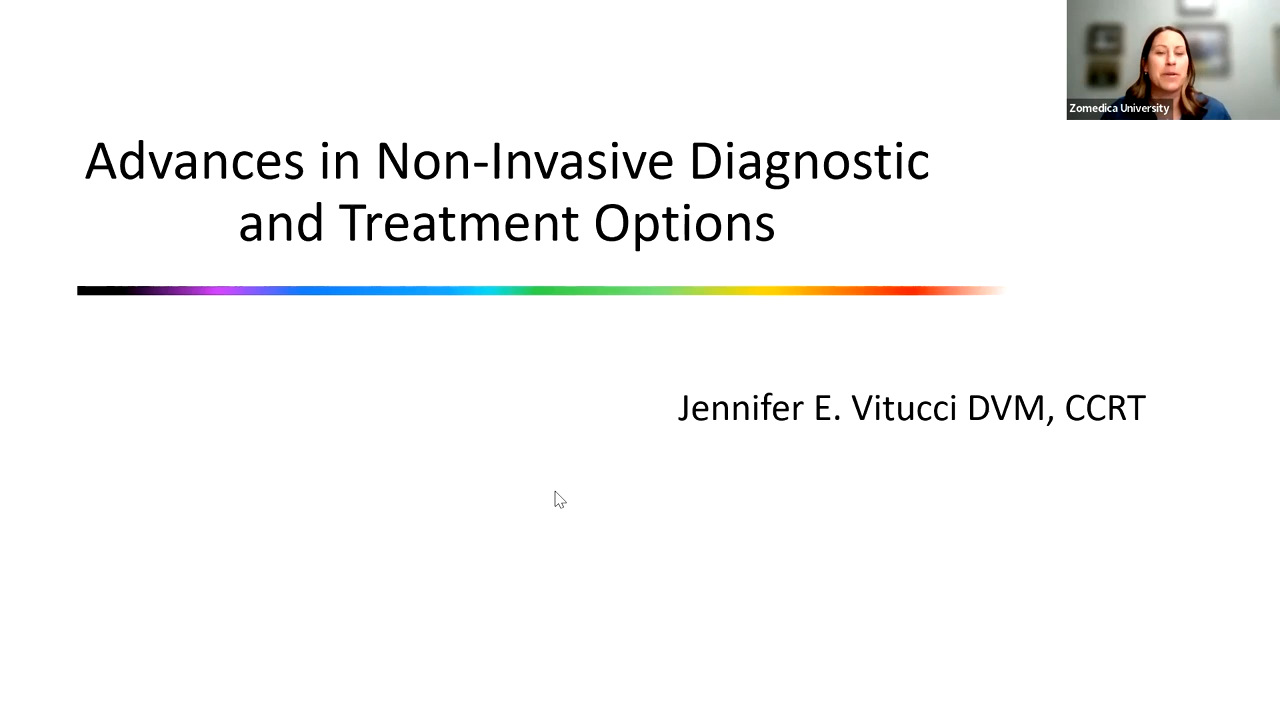 Zomedica University
Advances in Non-Invasive Diagnostic
and Treatment Options
Jennifer E. Vitucci DVM, CCRT